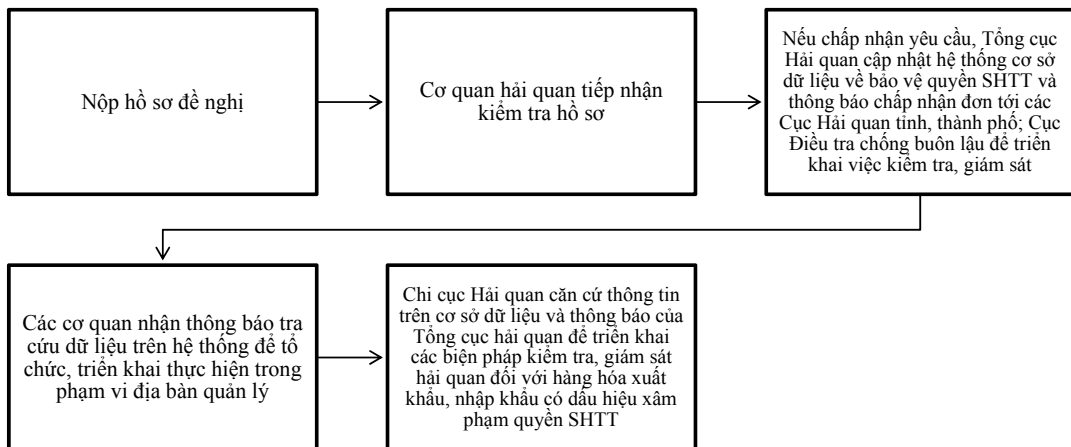 Nộp hồ sơ đề nghị
Cơ quan hải quan tiếp nhận
kiểm tra hồ sơ
Nếu chấp nhận yêu cầu, Tổng cục
Hải quan cập nhật hệ thống cơ sở
dữ liệu về bảo vệ quyền SHTT và
thông báo chấp nhận đơn tới các
Cục Hải quan tỉnh, thành phố; Cục
Điều tra chống buôn lậu để triển
khai việc kiểm tra, giám sát
Các cơ quan nhận thông báo tra
cứu dữ liệu trên hệ thống để tổ
chức, triển khai thực hiện trong
phạm vi địa bàn quản lý
Chi cục Hải quan căn cứ thông tin
trên cơ sở dữ liệu và thông báo của
Tổng cục hải quan để triển khai
các biện pháp kiểm tra, giám sát
hải quan đối với hàng hóa xuất
khẩu, nhập khẩu có dấu hiệu xâm
phạm quyền SHTT